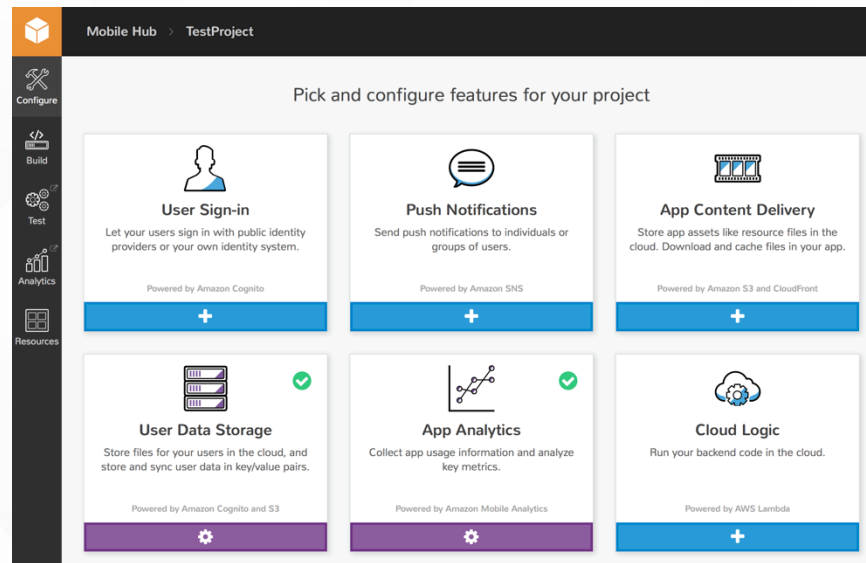 Mobile Hub > TestProject
Configure
Build
Test
Analytics
Resources
Pick and configure features for your project
User Sign-in
Let your users sign in with public identity
providers or your own identity system.
Powered by Amazon Cognito
Push Notifications
Send push notifications to individuals or
groups of users.
Powered by Amazon SNS
App Content Delivery
Store app assets like resource files in the
cloud. Download and cache files in your app.
Powered by Amazon S3 and CloudFront
User Data Storage
Store files for your users in the cloud, and
store and sync user data in key/value pairs.
Powered by Amazon Cognito and S3
App Analytics
Collect app usage information and analyze
key metrics.
Powered by Amazon Mobile Analytics
Cloud Logic
Run your backend code in the cloud.
Powered by AWS Lambda